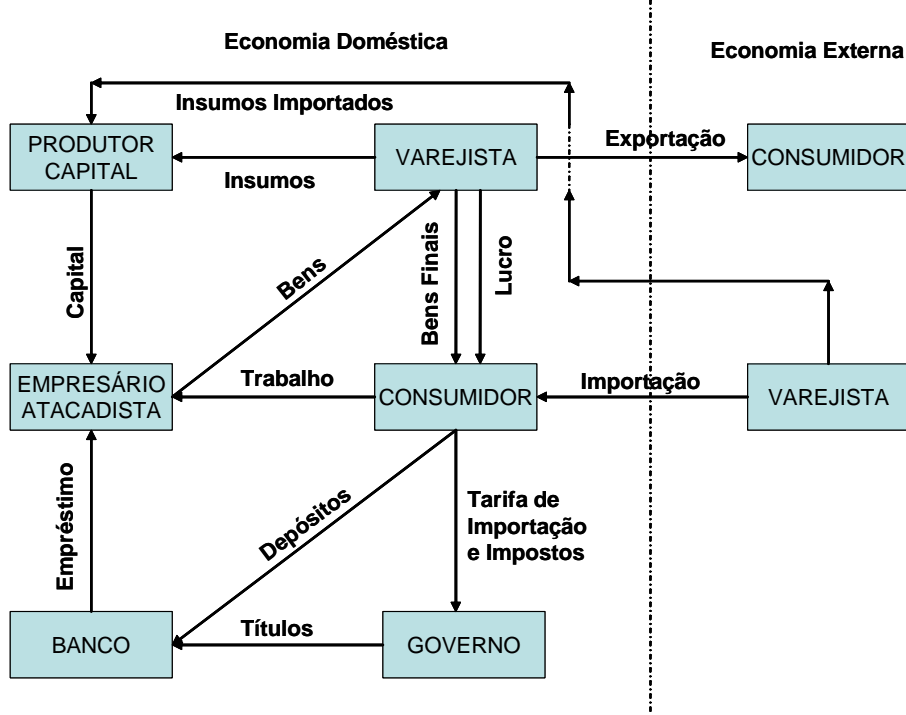 Economia Doméstica
Economia Externa
Insumos Importados
PRODUTOR
CAPITAL
VAREJISTA
Exportação
CONSUMIDOR
Insumos
Capital
Bens
Bens Finais
Lucro
EMPRESÁRIO
ATACADISTA
Trabalho
CONSUMIDOR
Importação
VAREJISTA
Empréstimo
Depósitos
Tarifa de
Importação
e Impostos
BANCO
Títulos
GOVERNO